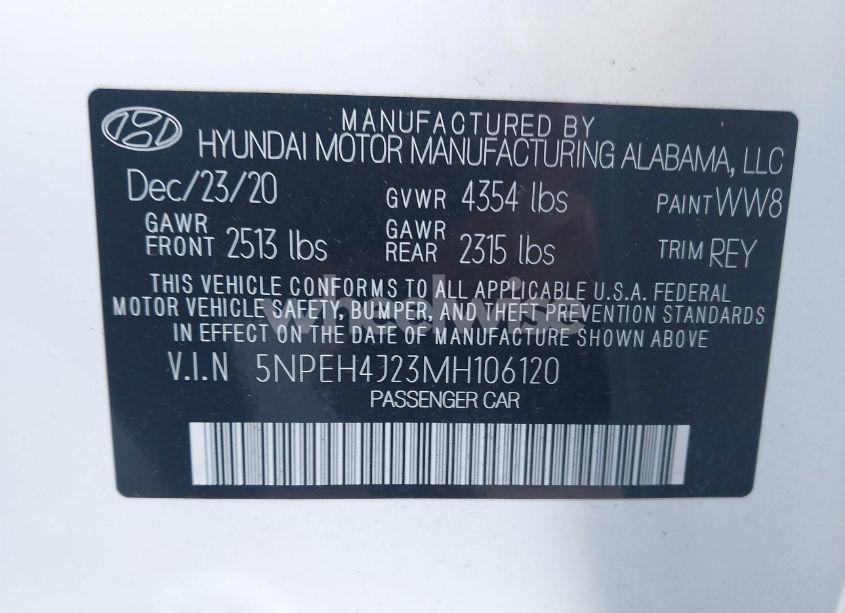 MANUFACTURED BY
HYUNDAI MOTOR MANUFACTURING ALABAMA, LLC
Dec/23/20 GVWR 4354 lbs PAINT WW8
GAWR FRONT 2513 lbs GAWR REAR 2315 lbs TRIM REY
THIS VEHICLE CONFORMS TO ALL APPLICABLE U.S.A. FEDERAL
MOTOR VEHICLE SAFETY, BUMPER, AND THEFT PREVENTION STANDARDS
IN EFFECT ON THE DATE OF MANUFACTURE SHOWN ABOVE
wheelwise
V.I.N 5NPEH4J23MH106120
PASSENGER CAR